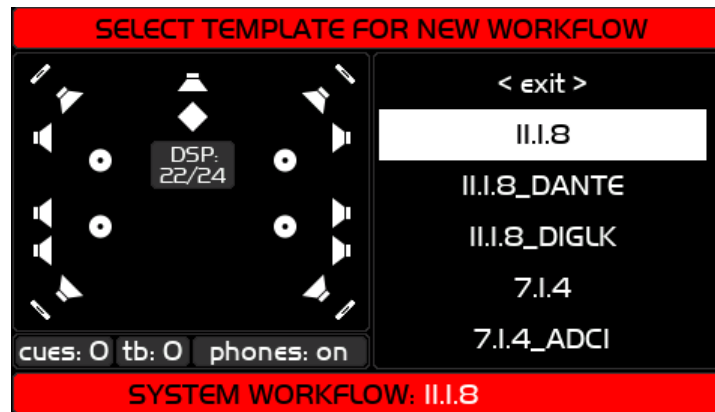 SELECT TEMPLATE FOR NEW WORKFLOW
DSP:
22/24
cues: 0 tb: 0 phones: on
< exit >
11.1.8
11.1.8_DANTE
11.1.8_DIGLK
7.1.4
7.1.4_ADCI
SYSTEM WORKFLOW: 11.1.8